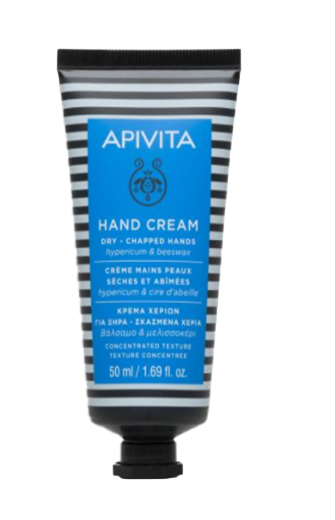 APIVITA
HAND CREAM
DRY - CHAPPED HANDS
hypericum & beeswax
CRÈME MAINS PEAUX
SÈCHES ET ABÎMÉES
hypericum & cire d'abeille
ΚΡΕΜΑ ΧΕΡΙΩΝ
ΓΙΑ ΞΗΡΑ - ΣΚΑΣΜΕΝΑ ΧΕΡΙΑ
βάλσαμο & μελισσοκέρι
CONCENTRATED TEXTURE
TEXTURE CONCENTRÉE
50 ml / 1.69 fl. oz.